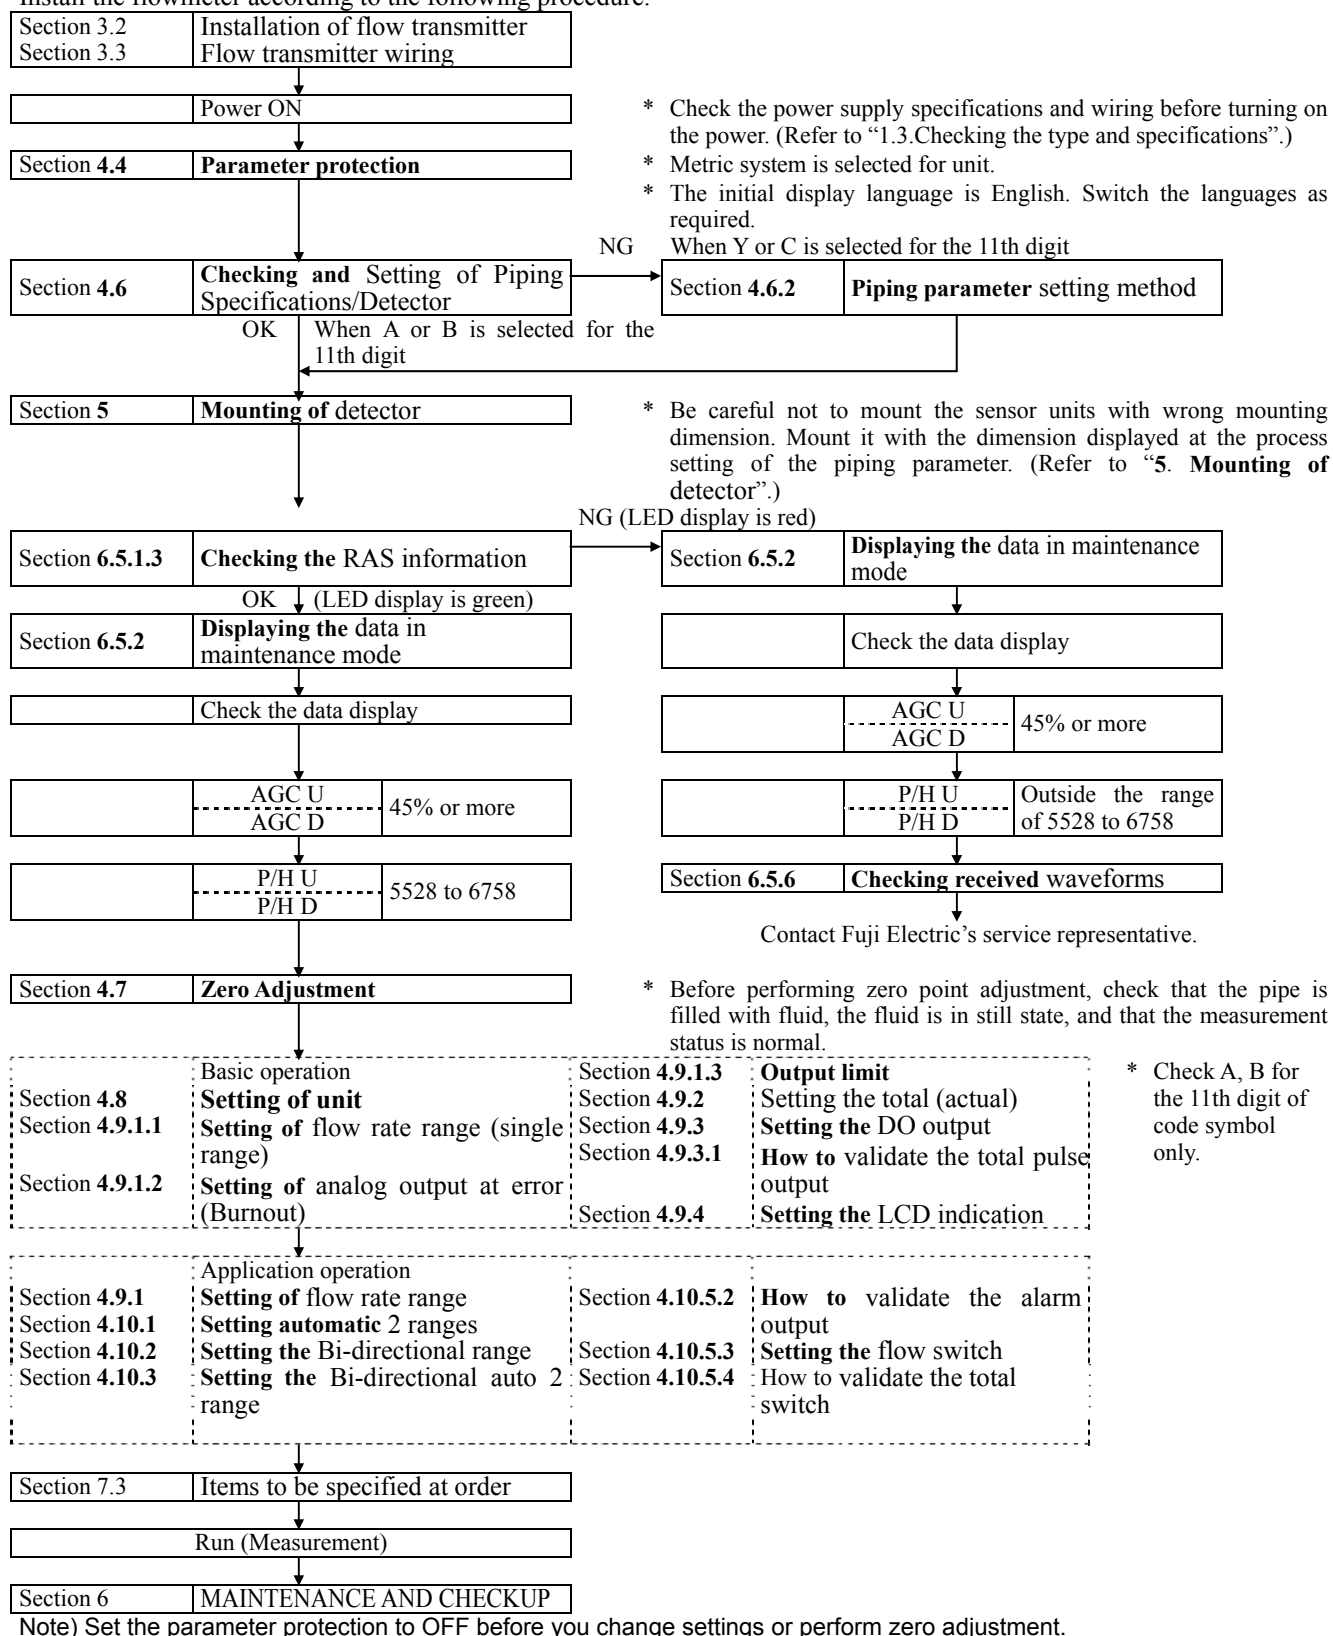 Install the flowmeter according to the following procedure.
Section 3.2 Installation of flow transmitter
Section 3.3 Flow transmitter wiring
Power ON
* Check the power supply specifications and wiring before turning on
the power. (Refer to “1.3.Checking the type and specifications”.)
Section 4.4 Parameter protection
* Metric system is selected for unit.
* The initial display language is English. Switch the languages as
required.
NG When Y or C is selected for the 11th digit
Section 4.6 Checking and Setting of Piping
Specifications/Detector
Section 4.6.2 Piping parameter setting method
OK When A or B is selected for the
11th digit
Section 5 Mounting of detector
* Be careful not to mount the sensor units with wrong mounting
dimension. Mount it with the dimension displayed at the process
setting of the piping parameter. (Refer to “5. Mounting of
detector”.)
NG (LED display is red)
Section 6.5.1.3 Checking the RAS information
Section 6.5.2 Displaying the data in maintenance
mode
OK (LED display is green)
Section 6.5.2 Displaying the data in
maintenance mode
Check the data display
Check the data display
AGC U
AGC D
45% or more
AGC U
AGC D
45% or more
P/H U
P/H D
Outside the range
of 5528 to 6758
P/H U
P/H D
5528 to 6758
Section 6.5.6 Checking received waveforms
Contact Fuji Electric’s service representative.
Section 4.7 Zero Adjustment
* Before performing zero point adjustment, check that the pipe is
filled with fluid, the fluid is in still state, and that the measurement
status is normal.
Basic operation
Section 4.8 Setting of unit
Section 4.9.1.1 Setting of flow rate range (single
range)
Section 4.9.1.2 Setting of analog output at error
(Burnout)
Section 4.9.1.3 Output limit
Section 4.9.2 Setting the total (actual)
Section 4.9.3 Setting the DO output
Section 4.9.3.1 How to validate the total pulse
output
Section 4.9.4 Setting the LCD indication
* Check A, B for
the 11th digit of
code symbol
only.
Application operation
Section 4.9.1 Setting of flow rate range
Section 4.10.1 Setting automatic 2 ranges
Section 4.10.2 Setting the Bi-directional range
Section 4.10.3 Setting the Bi-directional auto 2
range
Section 4.10.5.2 How to validate the alarm
output
Section 4.10.5.3 Setting the flow switch
Section 4.10.5.4 How to validate the total
switch
Section 7.3 Items to be specified at order
Run (Measurement)
Section 6 MAINTENANCE AND CHECKUP
Note) Set the parameter protection to OFF before you change settings or perform zero adjustment.